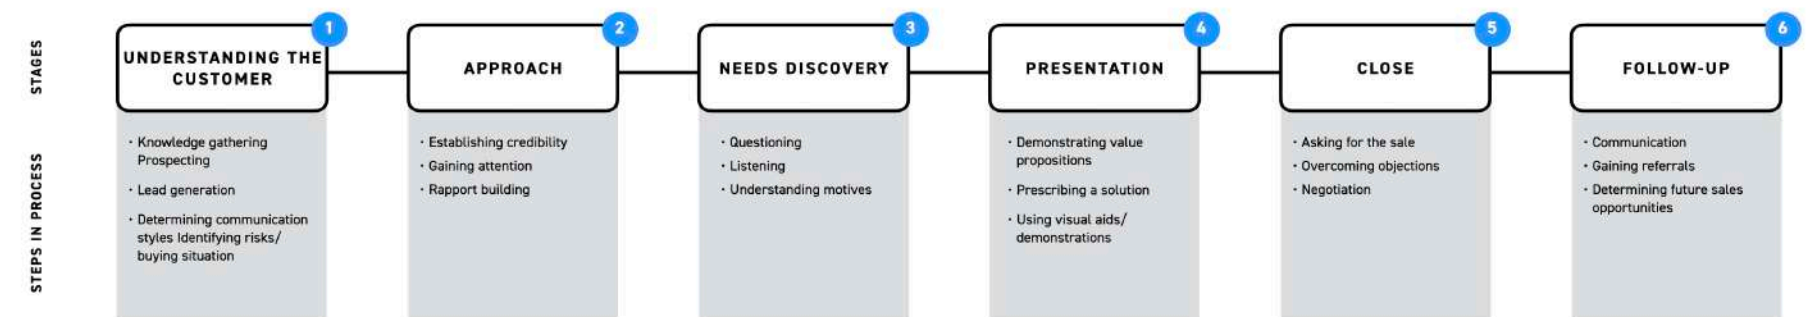 STAGES
1
UNDERSTANDING THE
CUSTOMER
2
APPROACH
3
NEEDS DISCOVERY
4
PRESENTATION
5
CLOSE
6
FOLLOW-UP
STEPS IN PROCESS
· Knowledge gathering
Prospecting
· Lead generation
· Determining communication
styles Identifying risks/
buying situation
· Establishing credibility
· Gaining attention
· Rapport building
· Questioning
· Listening
· Understanding motives
· Demonstrating value
propositions
· Prescribing a solution
· Using visual aids/
demonstrations
· Asking for the sale
· Overcoming objections
· Negotiation
· Communication
· Gaining referrals
· Determining future sales
opportunities